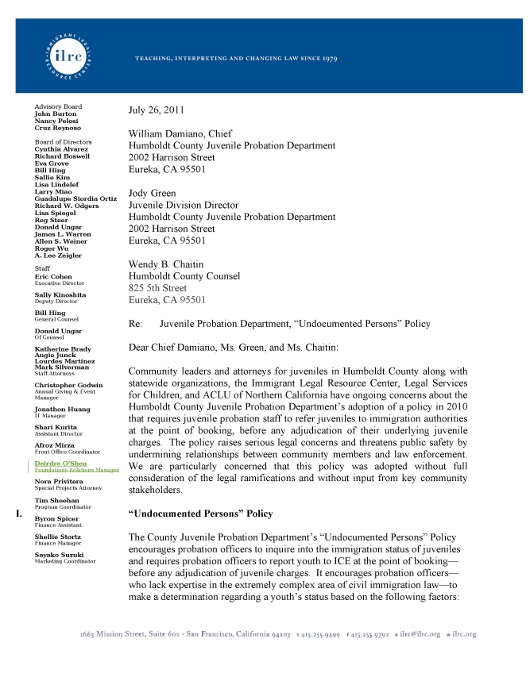 ilrc
IMMIGRANT LEGAL RESOURCE CENTER
TEACHING, INTERPRETING AND CHANGING LAW SINCE 1979
Advisory Board
John Burton
Nancy Pelosi
Cruz Reynoso
Board of Directors
Cynthia Alvarez
Richard Boswell
Eva Grove
Bill Hing
Sallie Kim
Lisa Lindelef
Larry Miao
Guadalupe Siordia Ortiz
Richard W. Odgers
Lisa Spiegel
Rog Steer
Donald Ungar
James L. Warren
Allen S. Weiner
Roger Wu
A. Lee Zeigler
Staff
Eric Cohen
Executive Director
Sally Kinoshita
Deputy Director
Bill Hing
General Counsel
Donald Ungar
Of Counsel
Katherine Brady
Angie Junck
Lourdes Martinez
Mark Silverman
Staff Attorneys
Christopher Godwin
Annual Giving & Event
Manager
Jonathon Huang
IT Manager
Shari Kurita
Assistant Director
Afroz Mirza
Front Office Coordinator
Deirdre O'Shea
Foundations Relations Manager
Nora Privitera
Special Projects Attorney
Tim Sheehan
Program Coordinator
Byron Spicer
Finance Assistant
Shellie Stortz
Finance Manager
Sayako Suzuki
Marketing Coordinator
July 26, 2011
William Damiano, Chief
Humboldt County Juvenile Probation Department
2002 Harrison Street
Eureka, CA 95501
Jody Green
Juvenile Division Director
Humboldt County Juvenile Probation Department
2002 Harrison Street
Eureka, CA 95501
Wendy B. Chaitin
Humboldt County Counsel
825 5th Street
Eureka, CA 95501
Re: Juvenile Probation Department, “Undocumented Persons” Policy
Dear Chief Damiano, Ms. Green, and Ms. Chaitin:
Community leaders and attorneys for juveniles in Humboldt County along with
statewide organizations, the Immigrant Legal Resource Center, Legal Services
for Children, and ACLU of Northern California have ongoing concerns about the
Humboldt County Juvenile Probation Department’s adoption of a policy in 2010
that requires juvenile probation staff to refer juveniles to immigration authorities
at the point of booking, before any adjudication of their underlying juvenile
charges. The policy raises serious legal concerns and threatens public safety by
undermining relationships between community members and law enforcement.
We are particularly concerned that this policy was adopted without full
consideration of the legal ramifications and without input from key community
stakeholders.
I. “Undocumented Persons” Policy
The County Juvenile Probation Department’s “Undocumented Persons” Policy
encourages probation officers to inquire into the immigration status of juveniles
and requires probation officers to report youth to ICE at the point of booking—
before any adjudication of juvenile charges. It encourages probation officers—
who lack expertise in the extremely complex area of civil immigration law—to
make a determination regarding a youth’s status based on the following factors:
1663 Mission Street, Suite 602 • San Francisco, California 94103 t 415.255.9499 f 415.255.9792 e ilrc@ilrc.org w ilrc.org